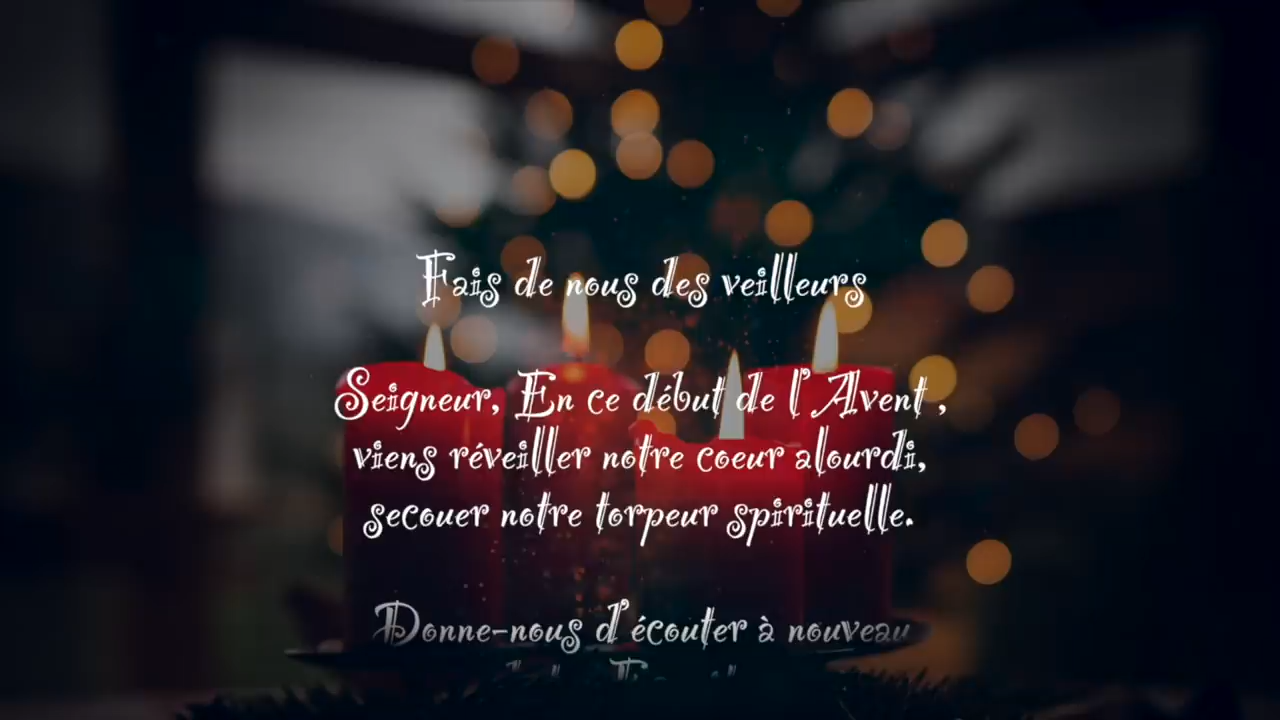 Fais de nous des veilleurs
Seigneur, En ce début de l'Avent ,
viens réveiller notre coeur alourdi,
secouer notre torpeur spirituelle.
Donne-nous d'écouter à nouveau